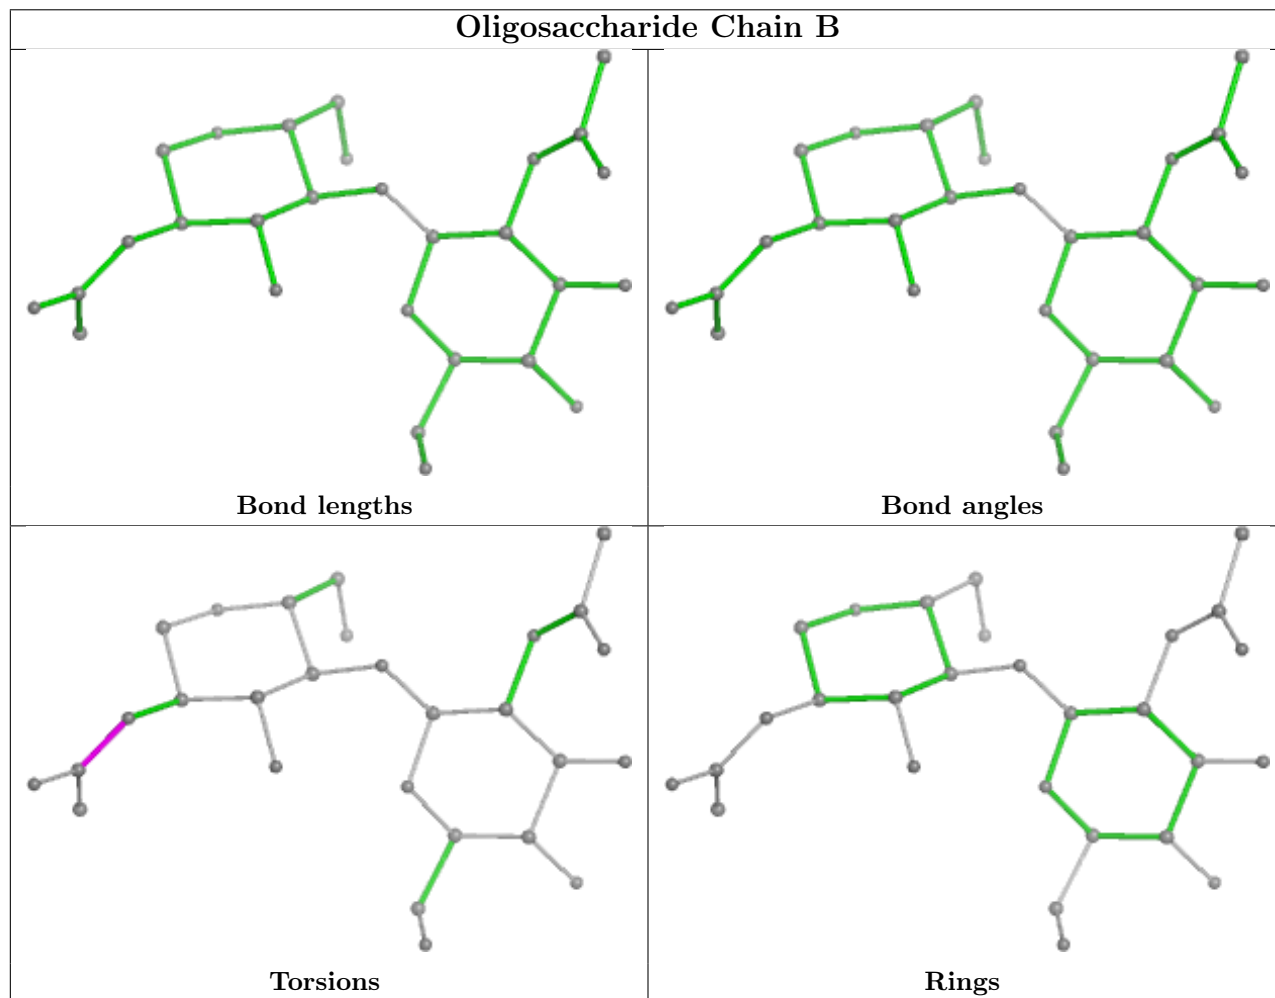 Oligosaccharide Chain B
Bond lengths
Bond angles
Torsions
Rings